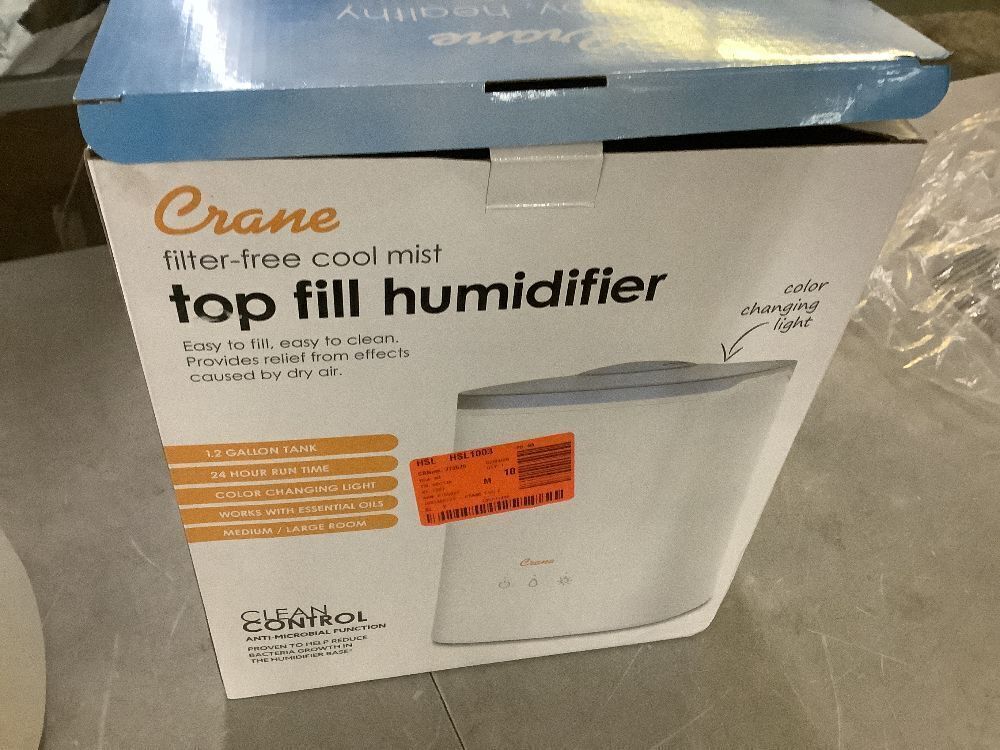 Crane
healthy
Crane
filter-free cool mist
top fill humidifier
Easy to fill, easy to clean.
Provides relief from effects
caused by dry air.
color
changing
light
1.2 GALLON TANK
24 HOUR RUN TIME
COLOR CHANGING LIGHT
WORKS WITH ESSENTIAL OILS
MEDIUM / LARGE ROOM
HSL HSL1003
M 18
Crane
CLEAN
CONTROL
ANTI-MICROBIAL FUNCTION
PROVEN TO HELP REDUCE
BACTERIA GROWTH IN
THE HUMIDIFIER BASE*